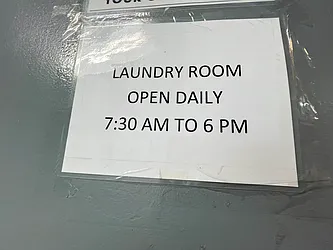 LAUNDRY ROOM
OPEN DAILY
7:30 AM TO 6 PM